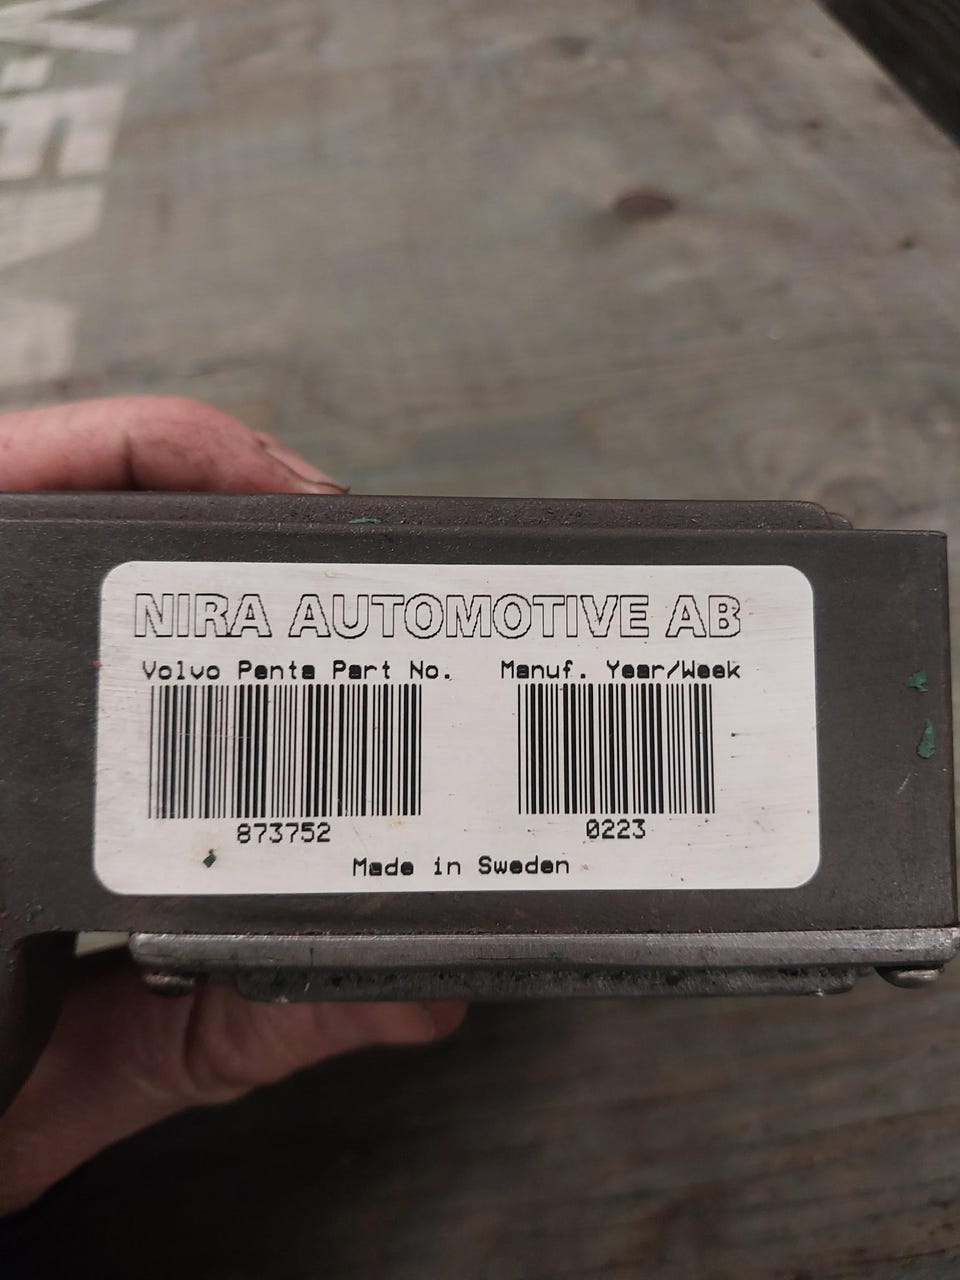 NIRA AUTOMOTIVE AB
Volvo Penta Part No. Manuf. Year/Week
873752 0223
Made in Sweden